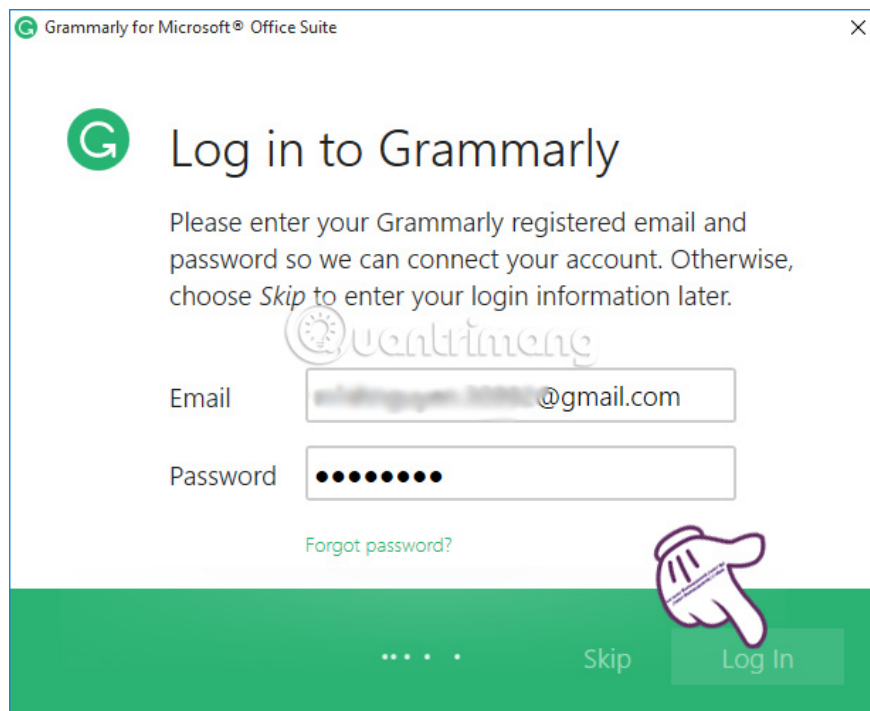 Grammarly for Microsoft® Office Suite
Log in to Grammarly
Please enter your Grammarly registered email and
password so we can connect your account. Otherwise,
choose Skip to enter your login information later.
Quantrimang
Email @gmail.com
Password ●●●●●●●●
Forgot password?
Skip Log In